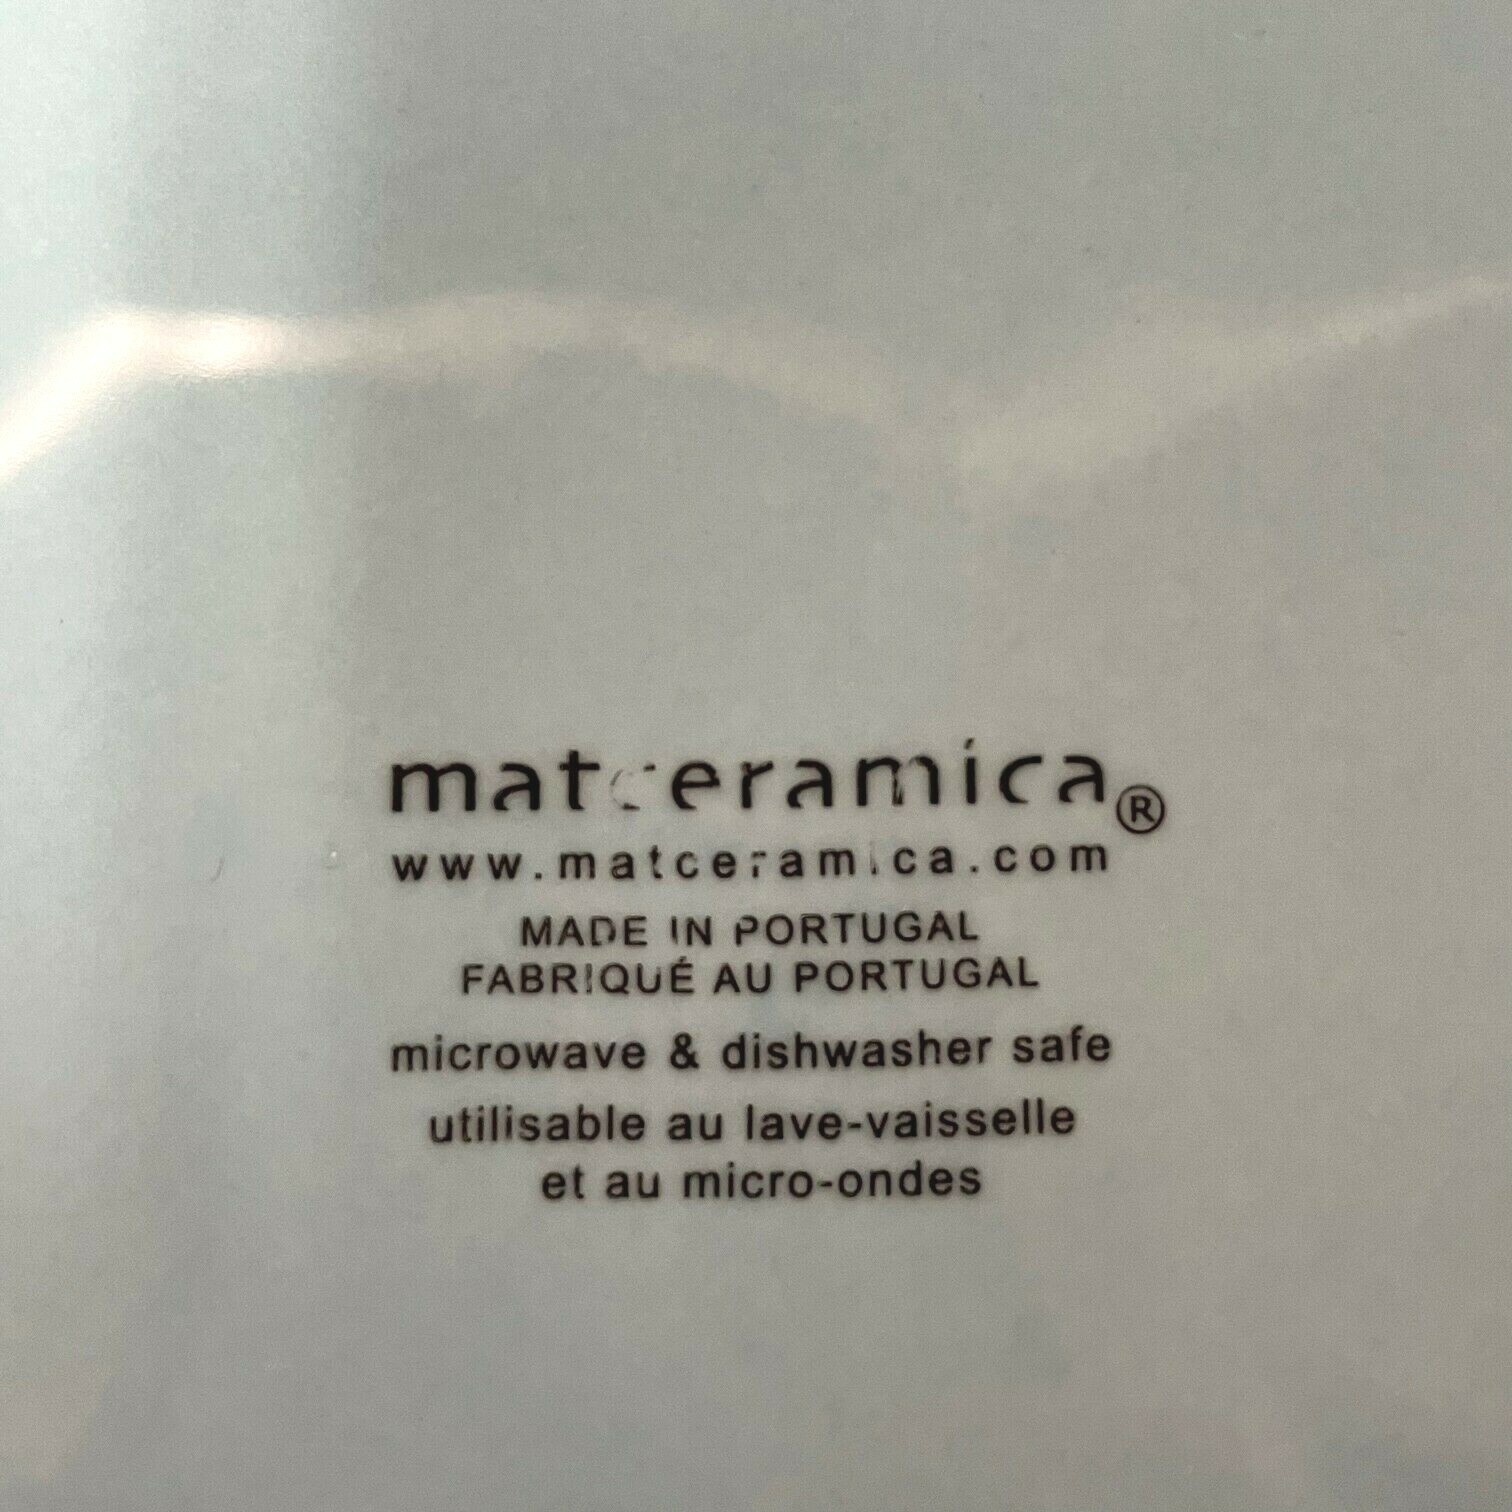 matceramica®
www.matceramica.com
MADE IN PORTUGAL
FABRIQUÉ AU PORTUGAL
microwave & dishwasher safe
utilisable au lave-vaisselle
et au micro-ondes